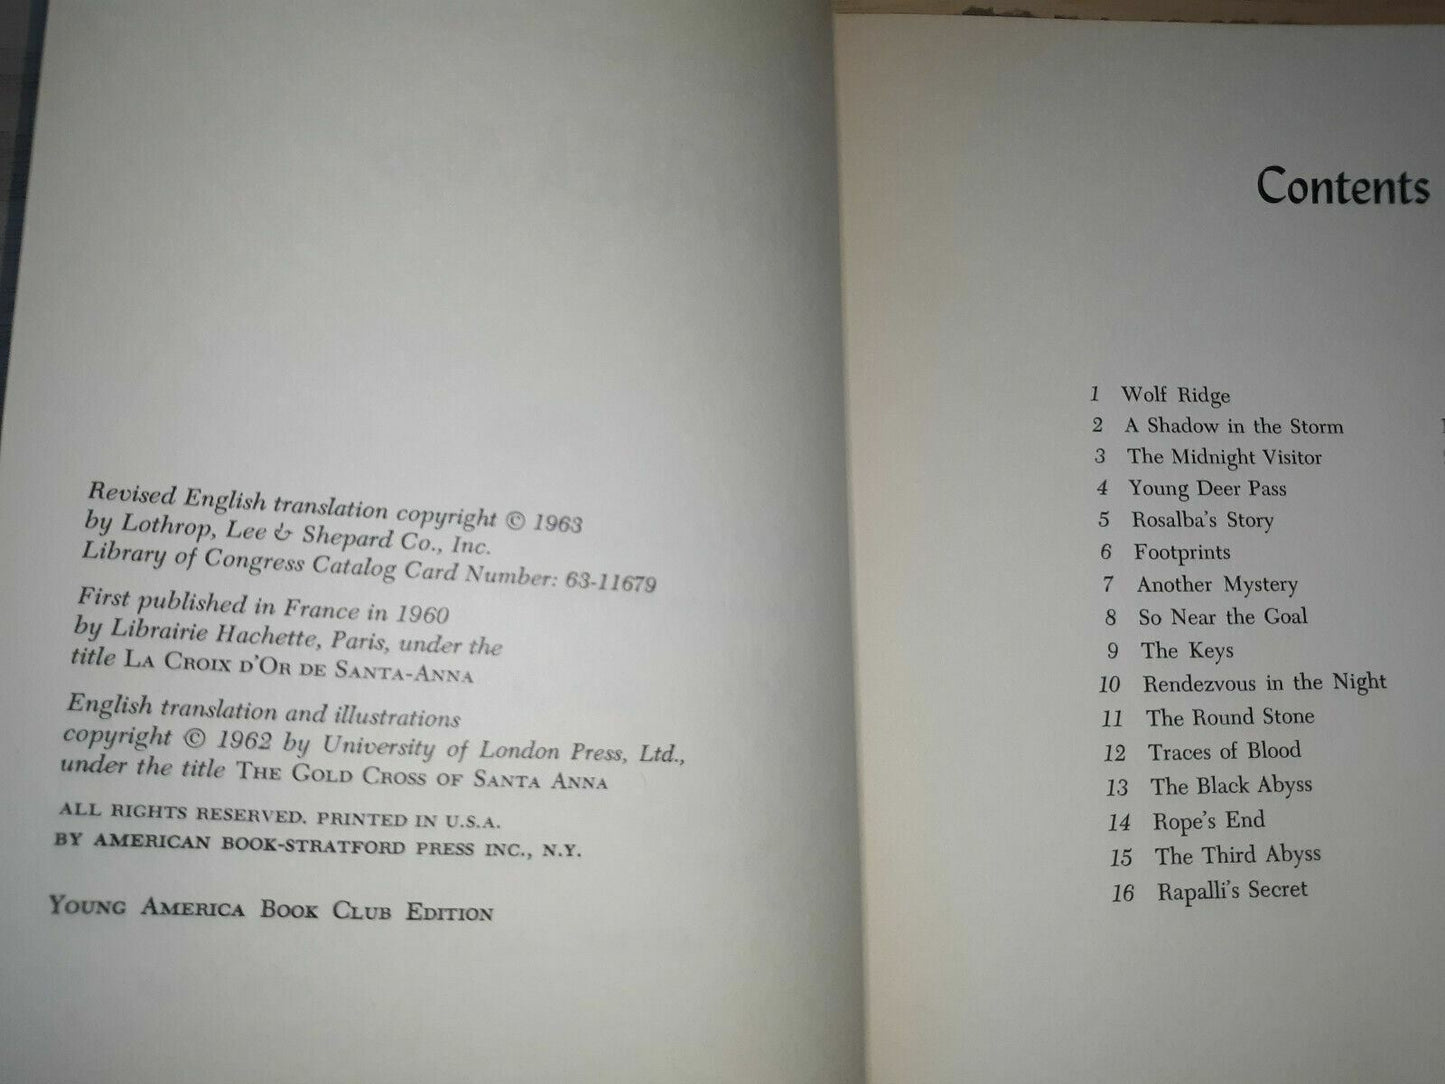 Revised English translation copyright © 1963
by Lothrop, Lee & Shepard Co., Inc.
Library of Congress Catalog Card Number: 63-11679
First published in France in 1960
by Librairie Hachette, Paris, under the
title LA CROIX D'OR DE SANTA-ANNA
English translation and illustrations
copyright © 1962 by University of London Press, Ltd.,
under the title THE GOLD CROSS OF SANTA ANNA
ALL RIGHTS RESERVED. PRINTED IN U.S.A.
BY AMERICAN BOOK-STRATFORD PRESS INC., N.Y.
YOUNG AMERICA BOOK CLUB EDITION
Contents
1 Wolf Ridge
2 A Shadow in the Storm
3 The Midnight Visitor
4 Young Deer Pass
5 Rosalba's Story
6 Footprints
7 Another Mystery
8 So Near the Goal
9 The Keys
10 Rendezvous in the Night
11 The Round Stone
12 Traces of Blood
13 The Black Abyss
14 Rope's End
15 The Third Abyss
16 Rapalli's Secret